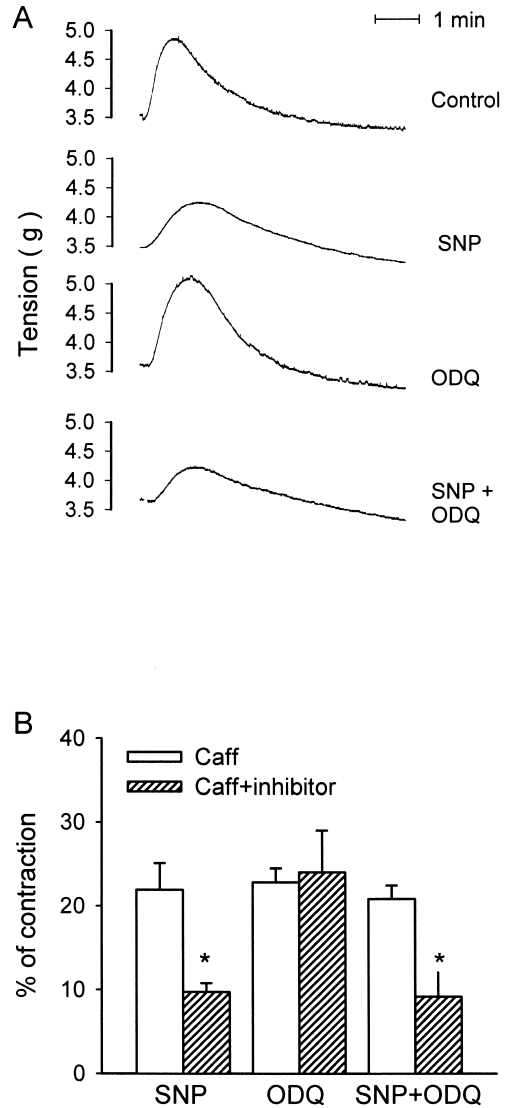 A
1 min
5.0
4.5
4.0
3.5
Control
5.0
4.5
4.0
3.5
SNP
Tension ( g )
5.0
4.5
4.0
3.5
ODQ
5.0
4.5
4.0
3.5
SNP +
ODQ
B
40
30
20
10
0
% of contraction
Caff
Caff+inhibitor
*
*
SNP
ODQ
SNP+ODQ